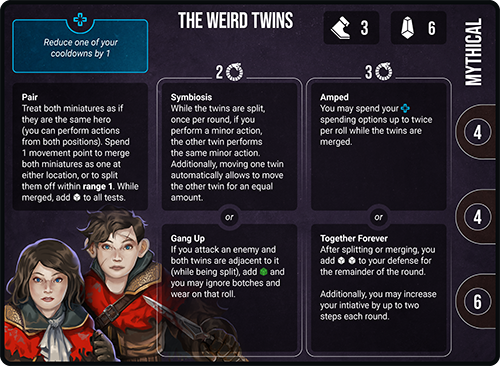 THE WEIRD TWINS
3
6
MYTHICAL
Reduce one of your
cooldowns by 1
2
3
4
4
6
Pair
Treat both miniatures as if
they are the same hero
(you can perform actions
from both positions). Spend
1 movement point to merge
both miniatures as one at
either location, or to split
them off within range 1. While
merged, add to all tests.
Symbiosis
While the twins are split,
once per round, if you
perform a minor action,
the other twin performs
the same minor action.
Additionally, moving one twin
automatically allows to move
the other twin for an equal
amount.
or
Gang Up
If you attack an enemy and
both twins are adjacent to it
(while being split), add and
you may ignore botches and
wear on that roll.
Amped
You may spend your
spending options up to twice
per roll while the twins are
merged.
or
Together Forever
After splitting or merging, you
add to your defense for
the remainder of the round.
Additionally, you may increase
your intiative by up to two
steps each round.